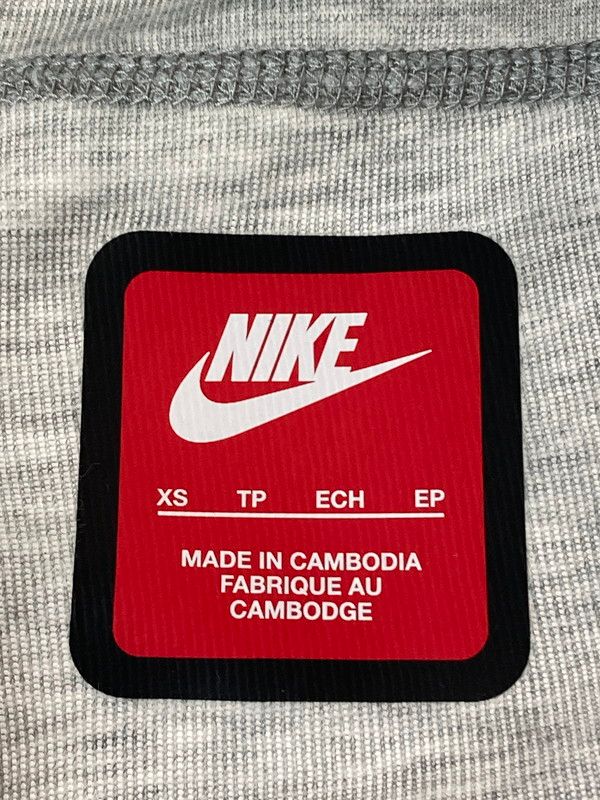 NIKE
XS TP ECH EP
MADE IN CAMBODIA
FABRIQUE AU
CAMBODGE